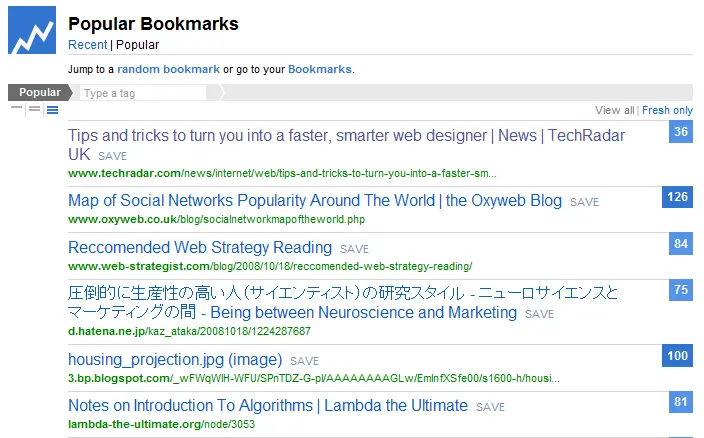 Popular Bookmarks
Recent | Popular
Jump to a random bookmark or go to your Bookmarks.
Popular Type a tag
View all | Fresh only
Tips and tricks to turn you into a faster, smarter web designer | News | TechRadar 36
UK SAVE
www.techradar.com/news/internet/web/tips-and-tricks-to-turn-you-into-a-faster-sm...
Map of Social Networks Popularity Around The World | the Oxyweb Blog SAVE 126
www.oxyweb.co.uk/blog/socialnetworkmapoftheworld.php
Reccomended Web Strategy Reading SAVE 84
www.web-strategist.com/blog/2008/10/18/reccomended-web-strategy-reading/
圧倒的に生産性の高い人(サイエンティスト)の研究スタイル - ニューロサイエンスと 75
マーケティングの間 - Being between Neuroscience and Marketing SAVE
d.hatena.ne.jp/kaz_ataka/20081018/1224287687
housing_projection.jpg (image) SAVE 100
3.bp.blogspot.com/_wFWqWIH-WFU/SPnTDZ-G-pI/AAAAAAAAGLw/EmInfXSfe00/s1600-h/housi...
Notes on Introduction To Algorithms | Lambda the Ultimate SAVE 81
lambda-the-ultimate.org/node/3053